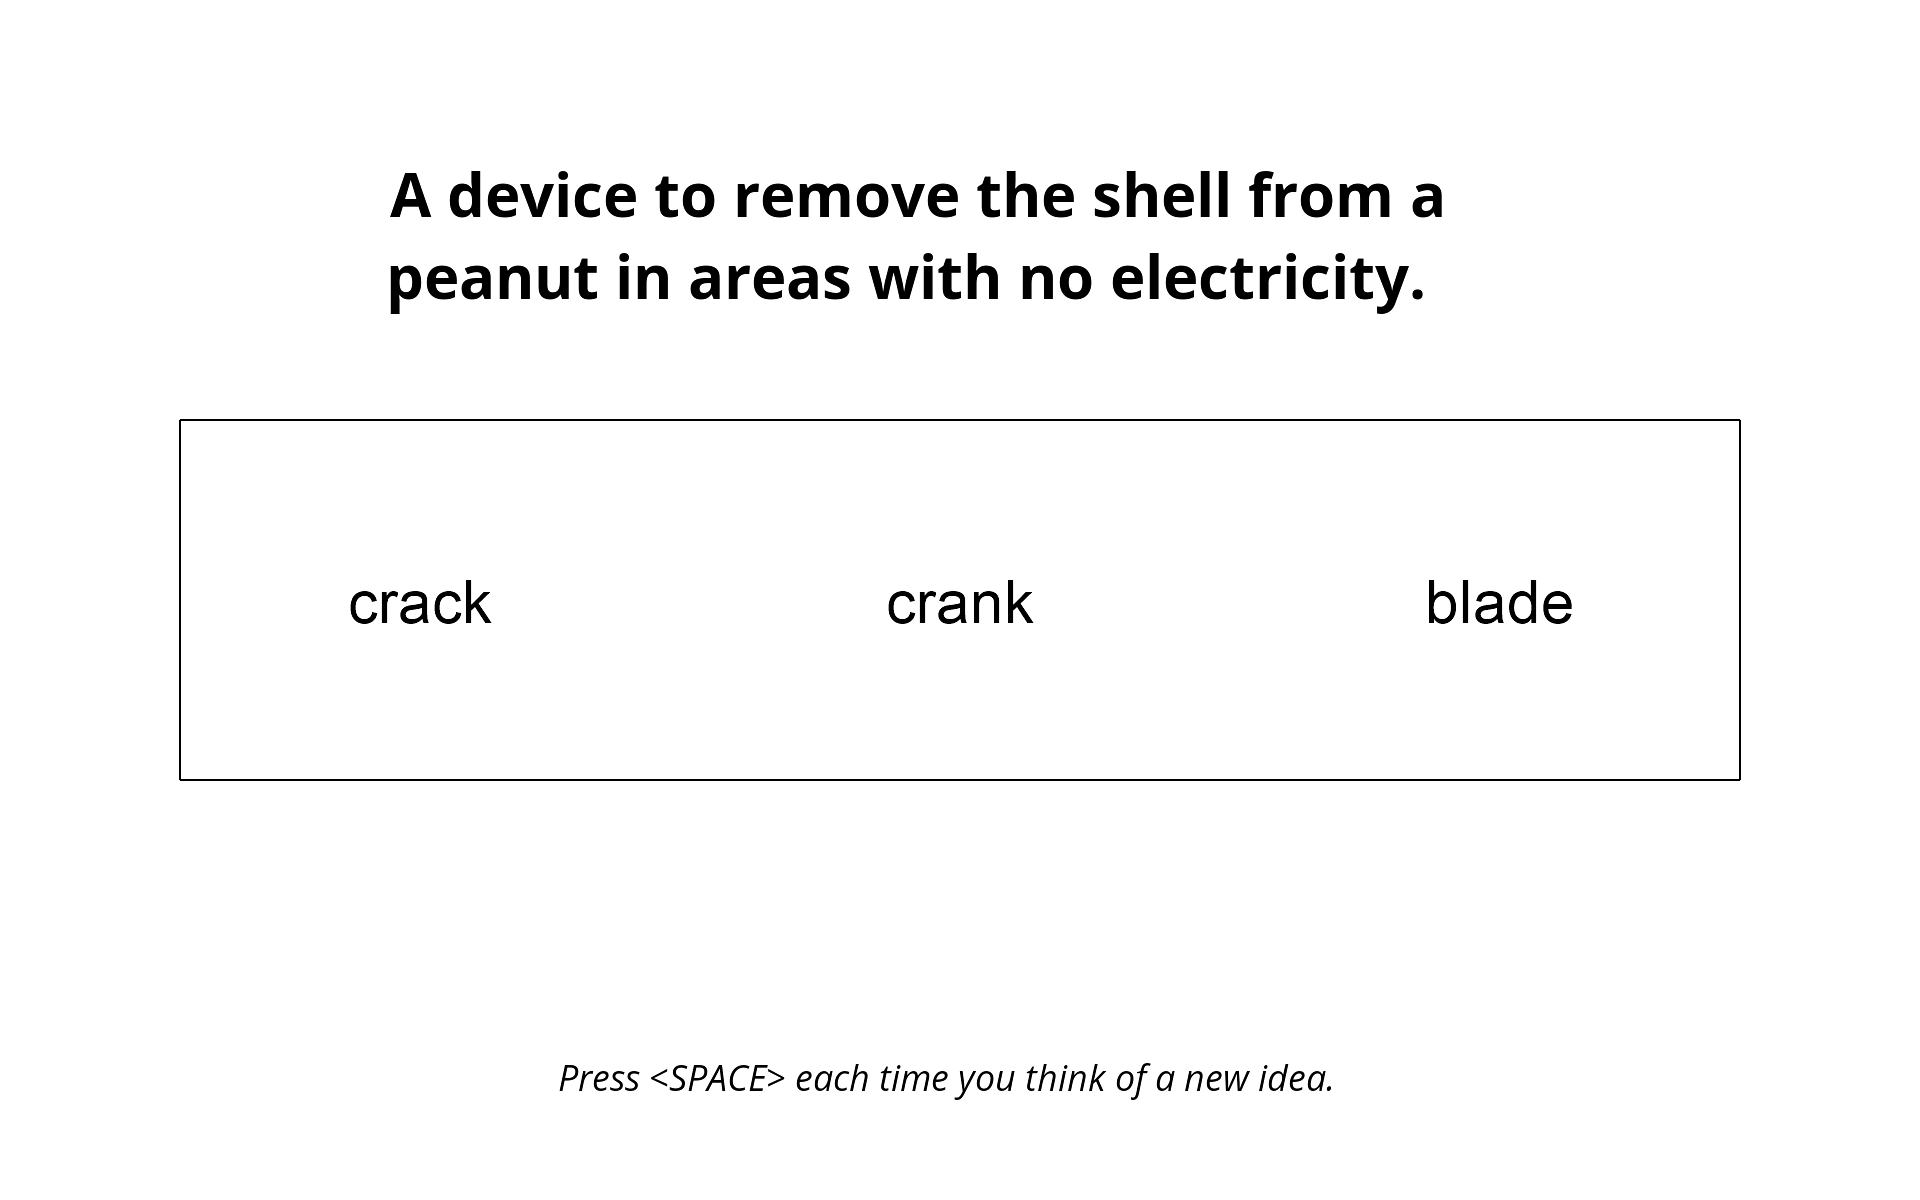 A device to remove the shell from a
peanut in areas with no electricity.
crack crank blade
Press <SPACE> each time you think of a new idea.